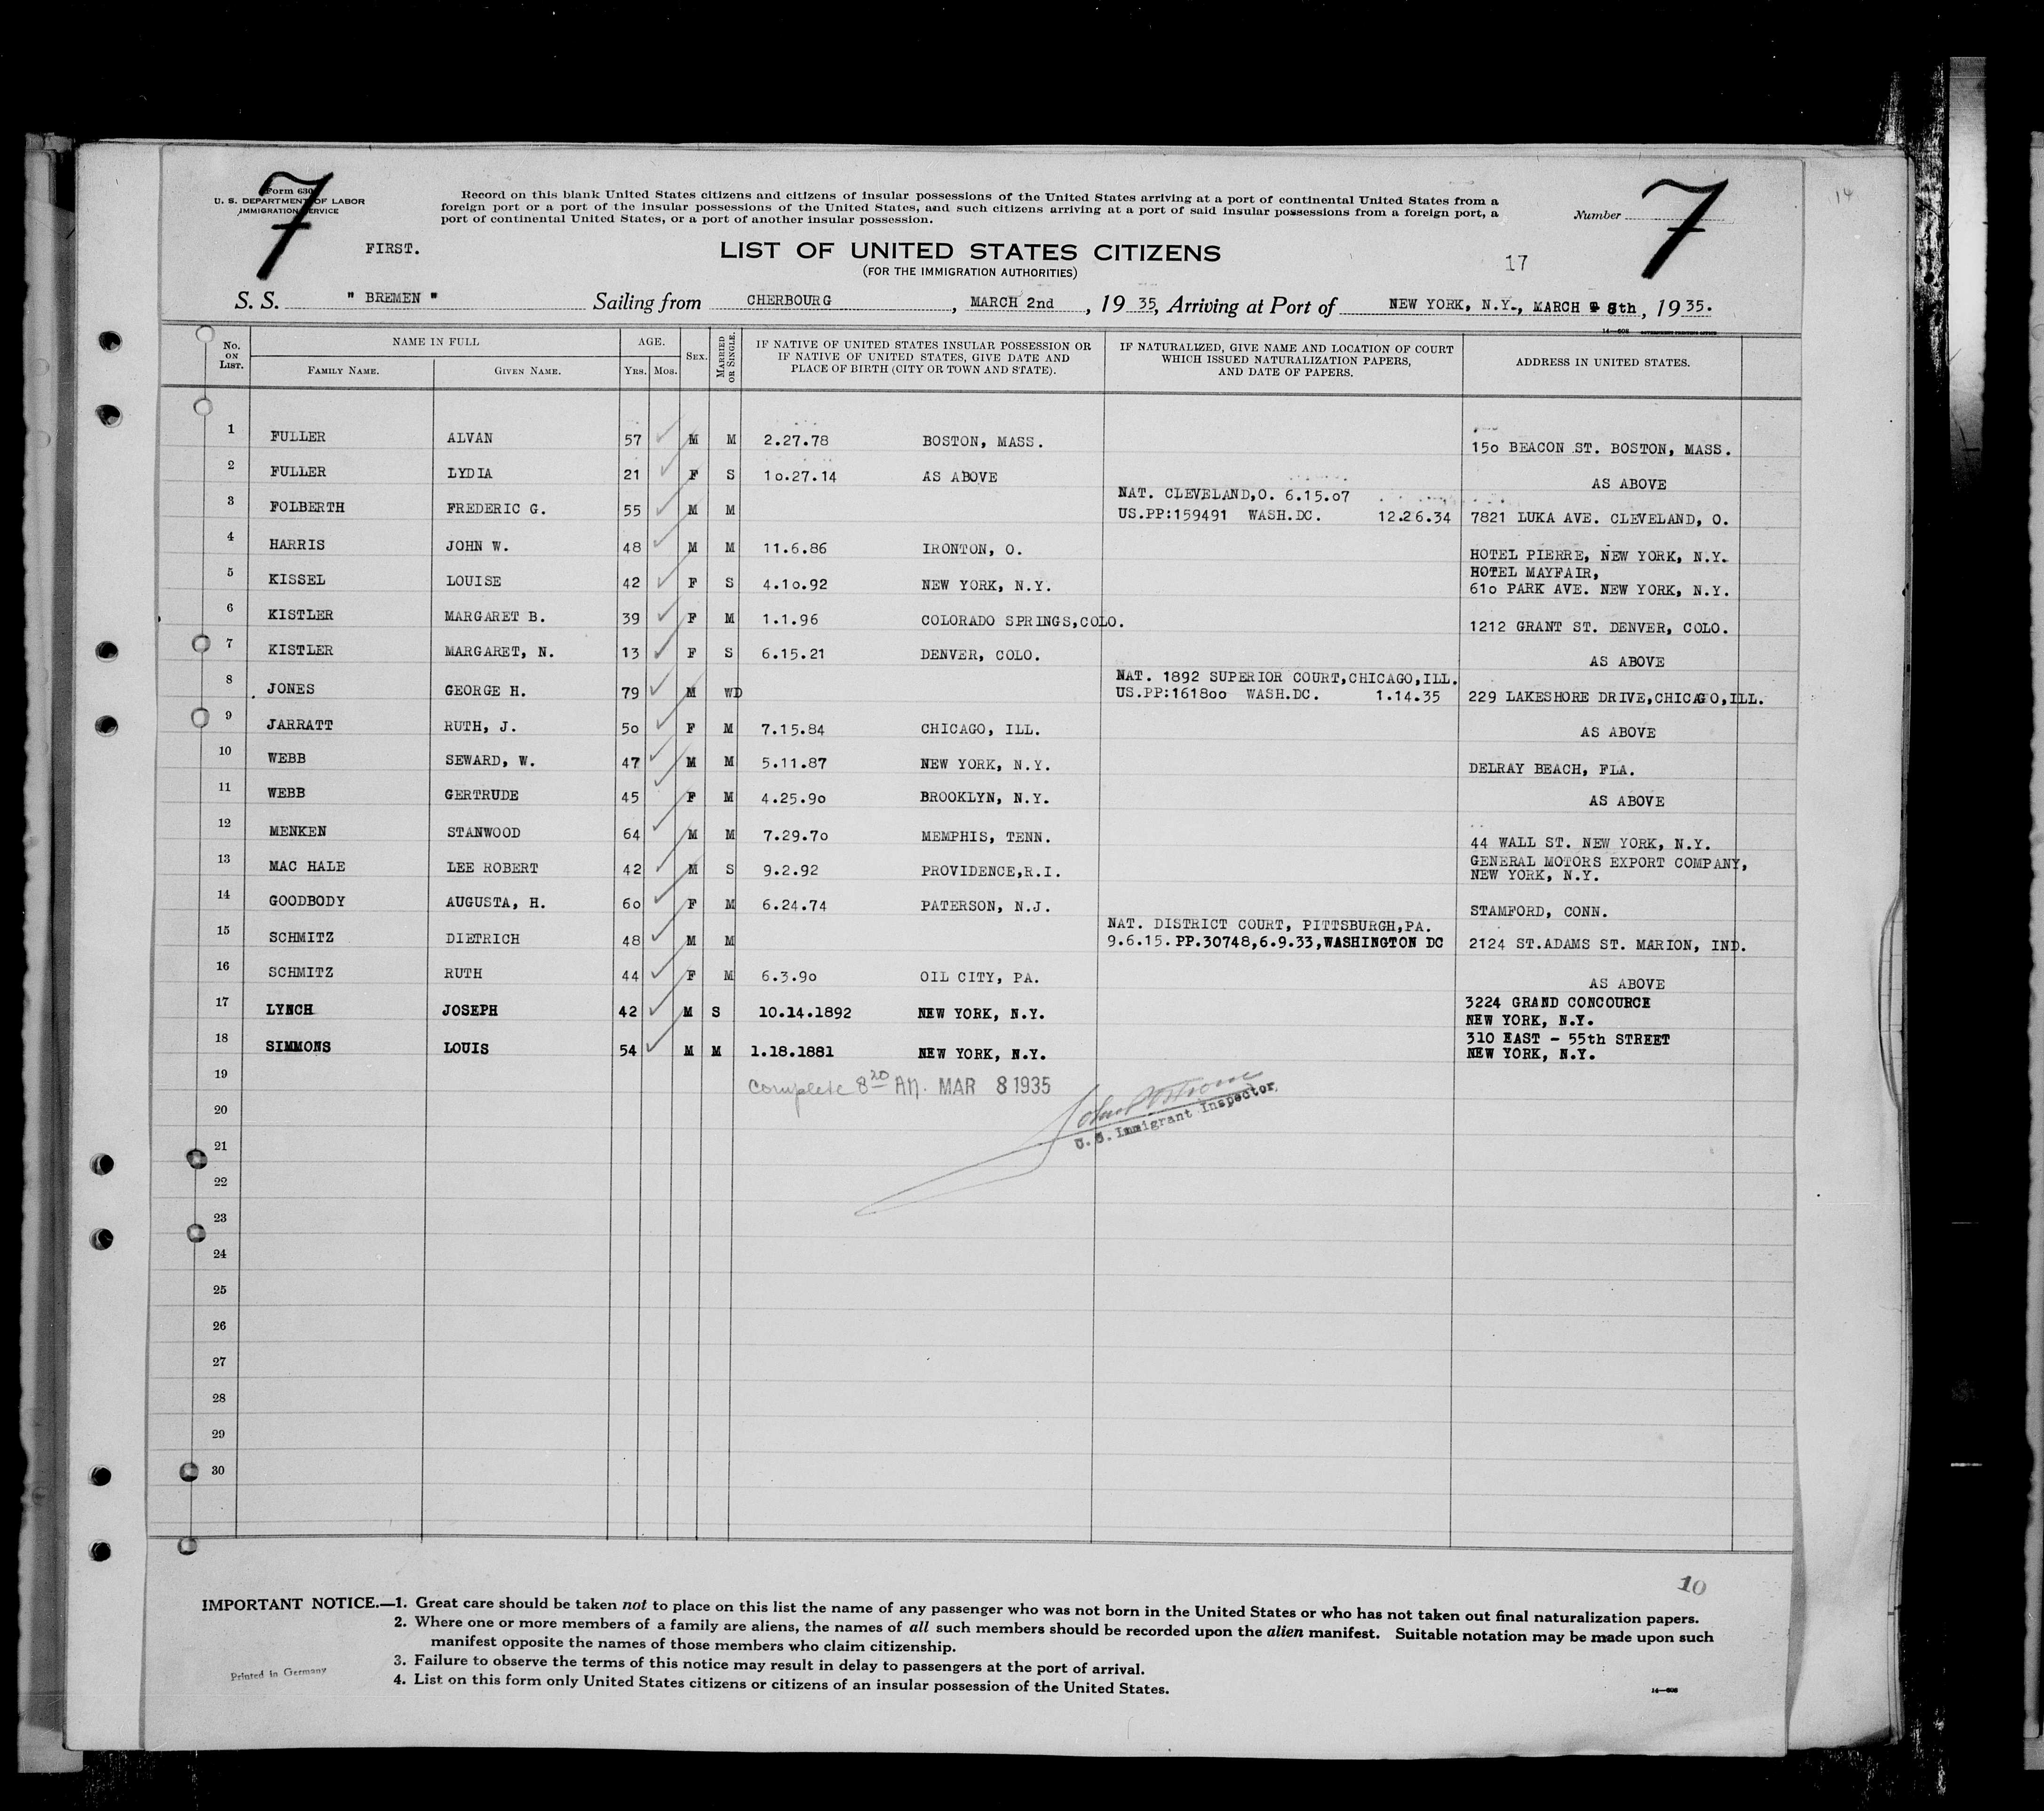 7
Form 630
U. S. DEPARTMENT OF LABOR
IMMIGRATION SERVICE
Record on this blank United States citizens and citizens of insular possessions of the United States arriving at a port of continental United States from a
foreign port or a port of the insular possessions of the United States, and such citizens arriving at a port of said insular possessions from a foreign port, a
port of continental United States, or a port of another insular possession.
Number 7
14
FIRST.
LIST OF UNITED STATES CITIZENS
(FOR THE IMMIGRATION AUTHORITIES)
17
S. S. " BREMEN " Sailing from CHERBOURG, MARCH 2nd, 1935, Arriving at Port of NEW YORK, N.Y., MARCH 8th, 1935.
No. ON LIST. NAME IN FULL FAMILY NAME. GIVEN NAME. AGE. YRS. MOS. SEX. MARRIED OR SINGLE. IF NATIVE OF UNITED STATES INSULAR POSSESSION OR IF NATIVE OF UNITED STATES, GIVE DATE AND PLACE OF BIRTH (CITY OR TOWN AND STATE). IF NATURALIZED, GIVE NAME AND LOCATION OF COURT WHICH ISSUED NATURALIZATION PAPERS, AND DATE OF PAPERS. ADDRESS IN UNITED STATES.
1 FULLER ALVAN 57 M M 2.27.78 BOSTON, MASS. 150 BEACON ST. BOSTON, MASS.
2 FULLER LYDIA 21 F S 10.27.14 AS ABOVE AS ABOVE
3 FOLBERTH FREDERIC G. 55 M M NAT. CLEVELAND,O. 6.15.07 US.PP:159491 WASH.DC. 12.26.34 7821 LUKA AVE. CLEVELAND, O.
4 HARRIS JOHN W. 48 M M 11.6.86 IRONTON, O. HOTEL PIERRE, NEW YORK, N.Y.
5 KISSEL LOUISE 42 F S 4.10.92 NEW YORK, N.Y. HOTEL MAYFAIR, 610 PARK AVE. NEW YORK, N.Y.
6 KISTLER MARGARET B. 39 F M 1.1.96 COLORADO SPRINGS,COLO. 1212 GRANT ST. DENVER, COLO.
7 KISTLER MARGARET, N. 13 F S 6.15.21 DENVER, COLO. AS ABOVE
8 JONES GEORGE H. 79 M WD NAT. 1892 SUPERIOR COURT,CHICAGO,ILL. US.PP:161800 WASH.DC. 1.14.35 229 LAKESHORE DRIVE,CHICAGO,ILL.
9 JARRATT RUTH, J. 50 F M 7.15.84 CHICAGO, ILL. AS ABOVE
10 WEBB SEWARD, W. 47 M M 5.11.87 NEW YORK, N.Y. DELRAY BEACH, FLA.
11 WEBB GERTRUDE 45 F M 4.25.90 BROOKLYN, N.Y. AS ABOVE
12 MENKEN STANWOOD 64 M M 7.29.70 MEMPHIS, TENN. 44 WALL ST. NEW YORK, N.Y.
13 MAC HALE LEE ROBERT 42 M S 9.2.92 PROVIDENCE,R.I. GENERAL MOTORS EXPORT COMPANY, NEW YORK, N.Y.
14 GOODBODY AUGUSTA, H. 60 F M 6.24.74 PATERSON, N.J. STAMFORD, CONN.
15 SCHMITZ DIETRICH 48 M M NAT. DISTRICT COURT, PITTSBURGH,PA. 9.6.15. PP.30748,6.9.33,WASHINGTON DC 2124 ST.ADAMS ST. MARION, IND.
16 SCHMITZ RUTH 44 F M 6.3.90 OIL CITY, PA. AS ABOVE
17 LYNCH JOSEPH 42 M S 10.14.1892 NEW YORK, N.Y. 3224 GRAND CONCOURCE NEW YORK, N.Y.
18 SIMMONS LOUIS 54 M M 1.18.1881 NEW YORK, N.Y. 310 EAST - 55th STREET NEW YORK, N.Y.
19 complete 8 20 AM. MAR 8 1935
U. S. Immigrant Inspector.
20
21
22
23
24
25
26
27
28
29
30
10
IMPORTANT NOTICE.—1. Great care should be taken not to place on this list the name of any passenger who was not born in the United States or who has not taken out final naturalization papers.
2. Where one or more members of a family are aliens, the names of all such members should be recorded upon the alien manifest. Suitable notation may be made upon such
manifest opposite the names of those members who claim citizenship.
3. Failure to observe the terms of this notice may result in delay to passengers at the port of arrival.
4. List on this form only United States citizens or citizens of an insular possession of the United States.
Printed in Germany